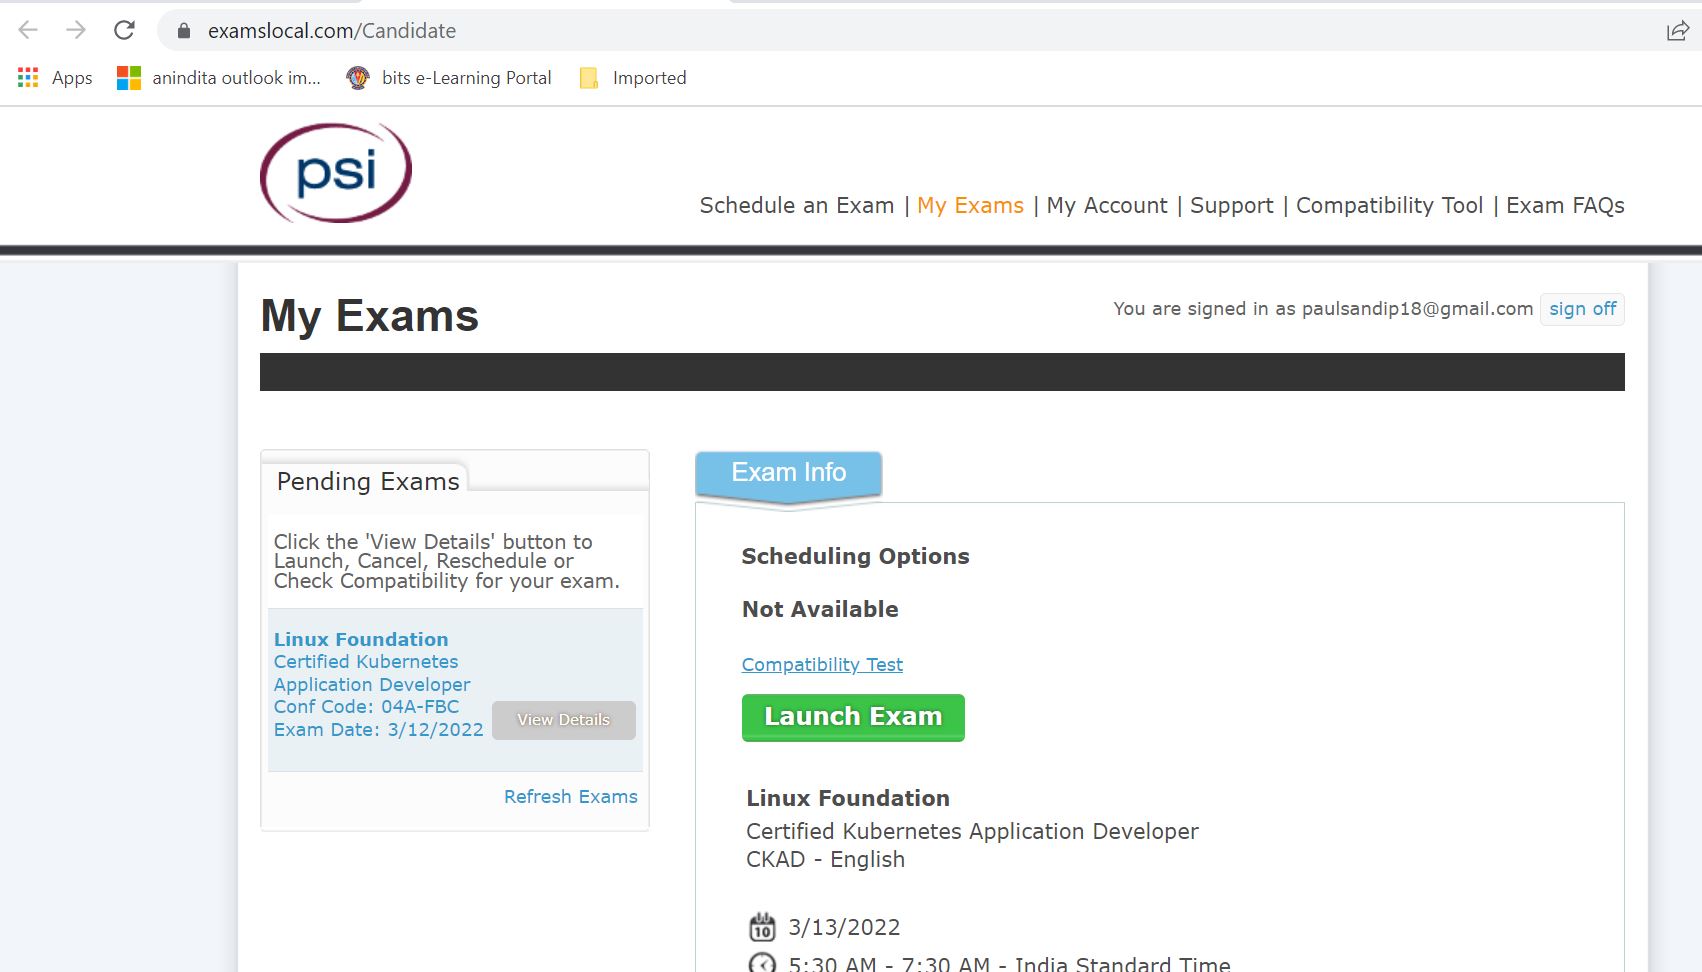 examslocal.com/Candidate
Apps
anindita outlook im...
bits e-Learning Portal
Imported
psi
Schedule an Exam | My Exams | My Account | Support | Compatibility Tool | Exam FAQs
My Exams
You are signed in as paulsandip18@gmail.com sign off
Pending Exams
Click the 'View Details' button to
Launch, Cancel, Reschedule or
Check Compatibility for your exam.
Linux Foundation
Certified Kubernetes
Application Developer
Conf Code: 04A-FBC
Exam Date: 3/12/2022
View Details
Refresh Exams
Exam Info
Scheduling Options
Not Available
Compatibility Test
Launch Exam
Linux Foundation
Certified Kubernetes Application Developer
CKAD - English
10
3/13/2022
5:30 AM - 7:30 AM - India Standard Time